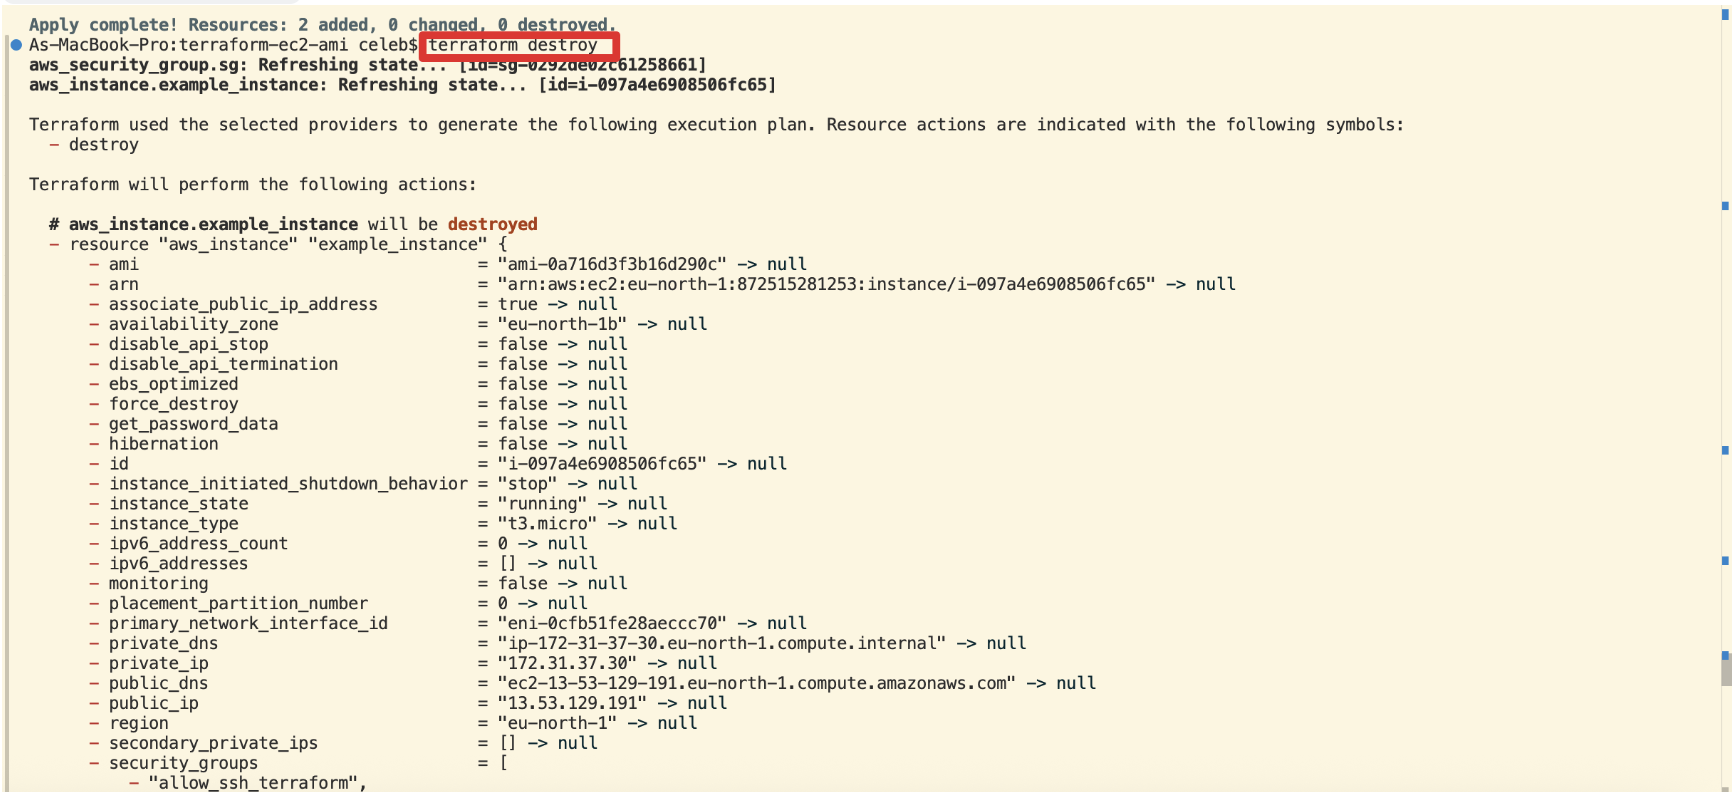 Apply complete! Resources: 2 added, 0 changed, 0 destroyed.
As-MacBook-Pro:terraform-ec2-ami celeb$ terraform destroy
aws_security_group.sg: Refreshing state... [id=sg-0292de02c61258661]
aws_instance.example_instance: Refreshing state... [id=i-097a4e6908506fc65]
Terraform used the selected providers to generate the following execution plan. Resource actions are indicated with the following symbols:
- destroy
Terraform will perform the following actions:
# aws_instance.example_instance will be destroyed
- resource "aws_instance" "example_instance" {
- ami = "ami-0a716d3f3b16d290c" -> null
- arn = "arn:aws:ec2:eu-north-1:872515281253:instance/i-097a4e6908506fc65" -> null
- associate_public_ip_address = true -> null
- availability_zone = "eu-north-1b" -> null
- disable_api_stop = false -> null
- disable_api_termination = false -> null
- ebs_optimized = false -> null
- force_destroy = false -> null
- get_password_data = false -> null
- hibernation = false -> null
- id = "i-097a4e6908506fc65" -> null
- instance_initiated_shutdown_behavior = "stop" -> null
- instance_state = "running" -> null
- instance_type = "t3.micro" -> null
- ipv6_address_count = 0 -> null
- ipv6_addresses = [] -> null
- monitoring = false -> null
- placement_partition_number = 0 -> null
- primary_network_interface_id = "eni-0cfb51fe28aeccc70" -> null
- private_dns = "ip-172-31-37-30.eu-north-1.compute.internal" -> null
- private_ip = "172.31.37.30" -> null
- public_dns = "ec2-13-53-129-191.eu-north-1.compute.amazonaws.com" -> null
- public_ip = "13.53.129.191" -> null
- region = "eu-north-1" -> null
- secondary_private_ips = [] -> null
- security_groups = [
- "allow_ssh_terraform",